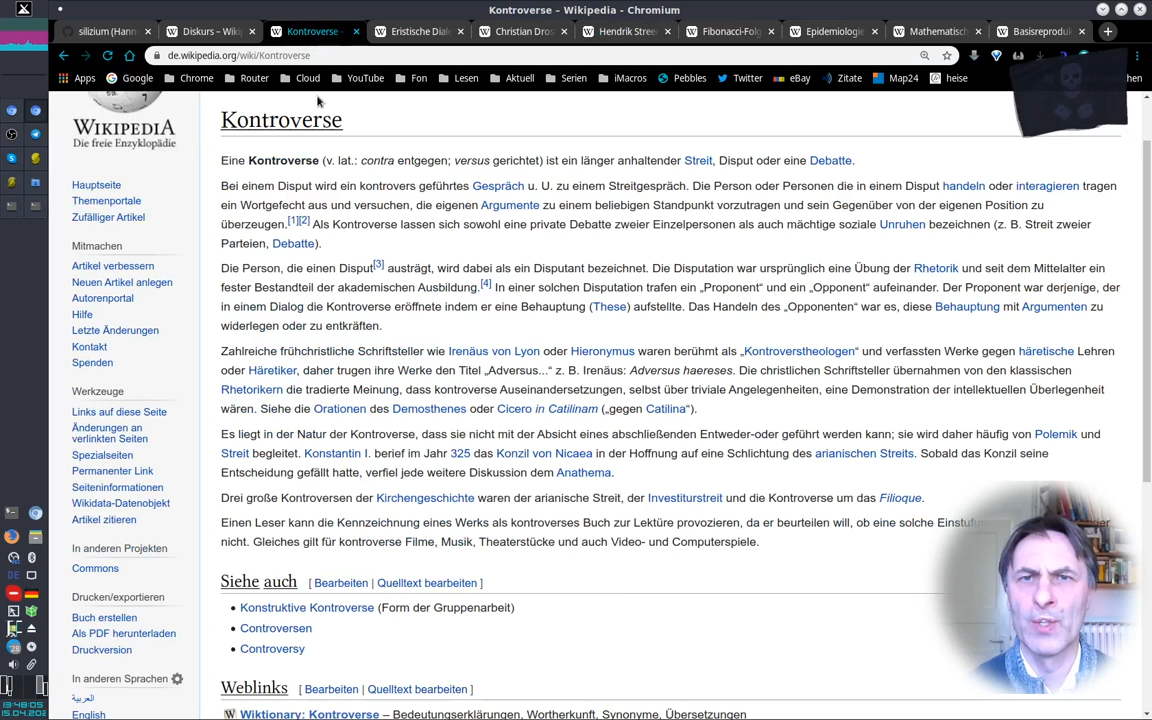 Kontroverse – Wikipedia - Chromium
silizium (Hann
Diskurs – Wiki
Kontroverse -
Eristische Dial
Christian Dros
Hendrik Stree
Fibonacci-Folg
Epidemiologie
Mathematisch
Basisreproduk
de.wikipedia.org/wiki/Kontroverse
Apps
Google
Chrome
Router
Cloud
YouTube
Fon
Lesen
Aktuell
Serien
iMacros
Pebbles
Twitter
eBay
Zitate
Map24
heise
chen
WIKIPEDIA
Die freie Enzyklopädie
Hauptseite
Themenportale
Zufälliger Artikel
Mitmachen
Artikel verbessern
Neuen Artikel anlegen
Autorenportal
Hilfe
Letzte Änderungen
Kontakt
Spenden
Werkzeuge
Links auf diese Seite
Änderungen an
verlinkten Seiten
Spezialseiten
Permanenter Link
Seiteninformationen
Wikidata-Datenobjekt
Artikel zitieren
In anderen Projekten
Commons
Drucken/exportieren
Buch erstellen
Als PDF herunterladen
Druckversion
In anderen Sprachen
العربية
English
Kontroverse
Eine Kontroverse (v. lat.: contra entgegen; versus gerichtet) ist ein länger anhaltender Streit, Disput oder eine Debatte.
Bei einem Disput wird ein kontrovers geführtes Gespräch u. U. zu einem Streitgespräch. Die Person oder Personen die in einem Disput handeln oder interagieren tragen
ein Wortgefecht aus und versuchen, die eigenen Argumente zu einem beliebigen Standpunkt vorzutragen und sein Gegenüber von der eigenen Position zu
überzeugen.[1][2] Als Kontroverse lassen sich sowohl eine private Debatte zweier Einzelpersonen als auch mächtige soziale Unruhen bezeichnen (z. B. Streit zweier
Parteien, Debatte).
Die Person, die einen Disput[3] austrägt, wird dabei als ein Disputant bezeichnet. Die Disputation war ursprünglich eine Übung der Rhetorik und seit dem Mittelalter ein
fester Bestandteil der akademischen Ausbildung.[4] In einer solchen Disputation trafen ein „Proponent“ und ein „Opponent“ aufeinander. Der Proponent war derjenige, der
in einem Dialog die Kontroverse eröffnete indem er eine Behauptung (These) aufstellte. Das Handeln des „Opponenten“ war es, diese Behauptung mit Argumenten zu
widerlegen oder zu entkräften.
Zahlreiche frühchristliche Schriftsteller wie Irenäus von Lyon oder Hieronymus waren berühmt als „Kontroverstheologen“ und verfassten Werke gegen häretische Lehren
oder Häretiker, daher trugen ihre Werke den Titel „Adversus...“ z. B. Irenäus: Adversus haereses. Die christlichen Schriftsteller übernahmen von den klassischen
Rhetorikern die tradierte Meinung, dass kontroverse Auseinandersetzungen, selbst über triviale Angelegenheiten, eine Demonstration der intellektuellen Überlegenheit
wären. Siehe die Orationen des Demosthenes oder Cicero in Catilinam („gegen Catilina“).
Es liegt in der Natur der Kontroverse, dass sie nicht mit der Absicht eines abschließenden Entweder-oder geführt werden kann; sie wird daher häufig von Polemik und
Streit begleitet. Konstantin I. berief im Jahr 325 das Konzil von Nicaea in der Hoffnung auf eine Schlichtung des arianischen Streits. Sobald das Konzil seine
Entscheidung gefällt hatte, verfiel jede weitere Diskussion dem Anathema.
Drei große Kontroversen der Kirchengeschichte waren der arianische Streit, der Investiturstreit und die Kontroverse um das Filioque.
Einen Leser kann die Kennzeichnung eines Werks als kontroverses Buch zur Lektüre provozieren, da er beurteilen will, ob eine solche Einstufu
nicht. Gleiches gilt für kontroverse Filme, Musik, Theaterstücke und auch Video- und Computerspiele.
Siehe auch [ Bearbeiten | Quelltext bearbeiten ]
Konstruktive Kontroverse (Form der Gruppenarbeit)
Controversen
Controversy
Weblinks [ Bearbeiten | Quelltext bearbeiten ]
Wiktionary: Kontroverse – Bedeutungserklärungen, Wortherkunft, Synonyme, Übersetzungen
DE
13:48:05